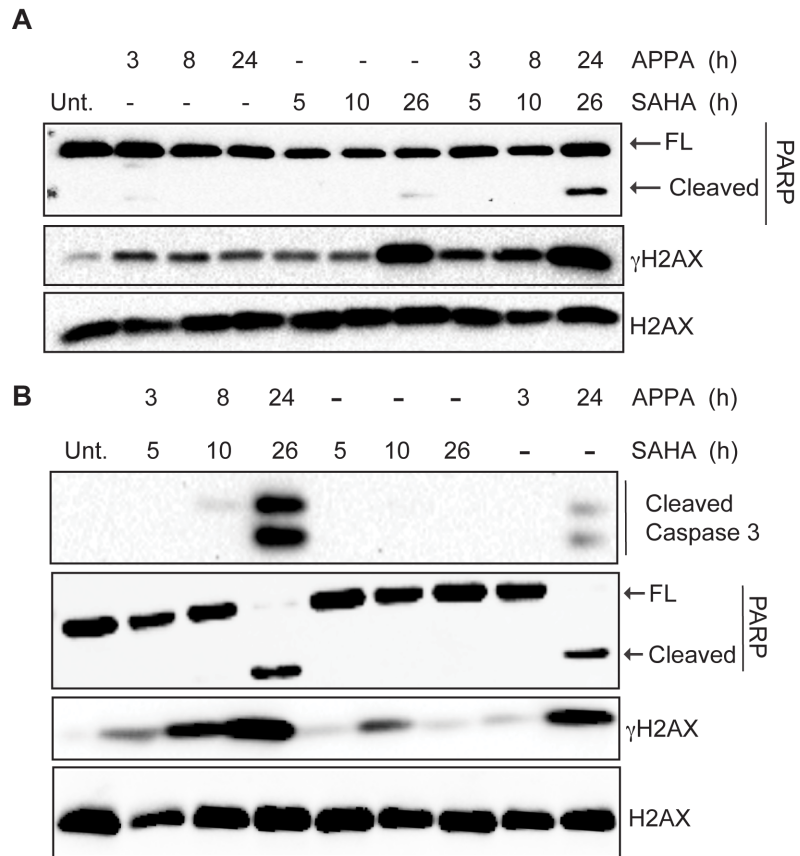 A
3 8 24 - - - 3 8 24 APPA (h)
Unt. - - - 5 10 26 5 10 26 SAHA (h)
FL
Cleaved
PARP
γH2AX
H2AX
B
3 8 24 - - - 3 24 APPA (h)
Unt. 5 10 26 5 10 26 - - SAHA (h)
Cleaved
Caspase 3
FL
Cleaved
PARP
γH2AX
H2AX